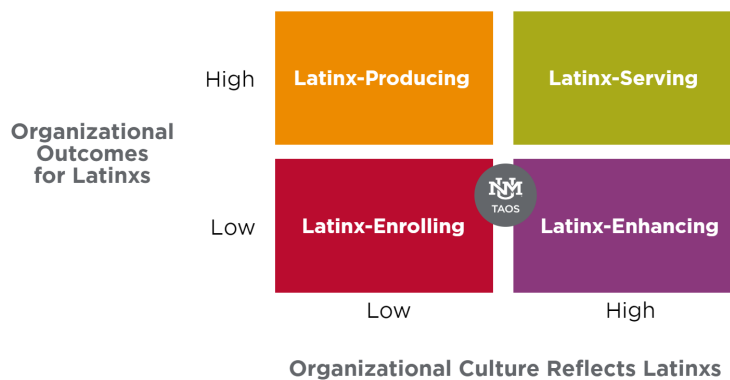 High
Latinx-Producing
Latinx-Serving
Organizational
Outcomes
for Latinxs
UNM
TAOS
Low
Latinx-Enrolling
Latinx-Enhancing
Low
High
Organizational Culture Reflects Latinxs